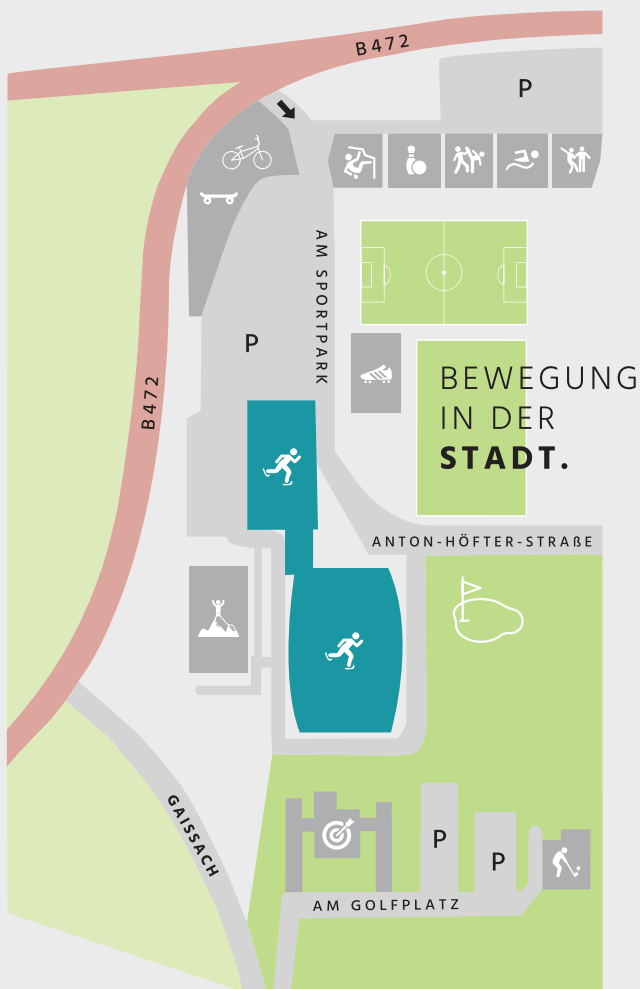 B472
P
AM SPORTPARK
P
B472
BEWEGUNG
IN DER
STADT.
ANTON-HÖFTER-STRAßE
GAISSACH
P
P
AM GOLFPLATZ